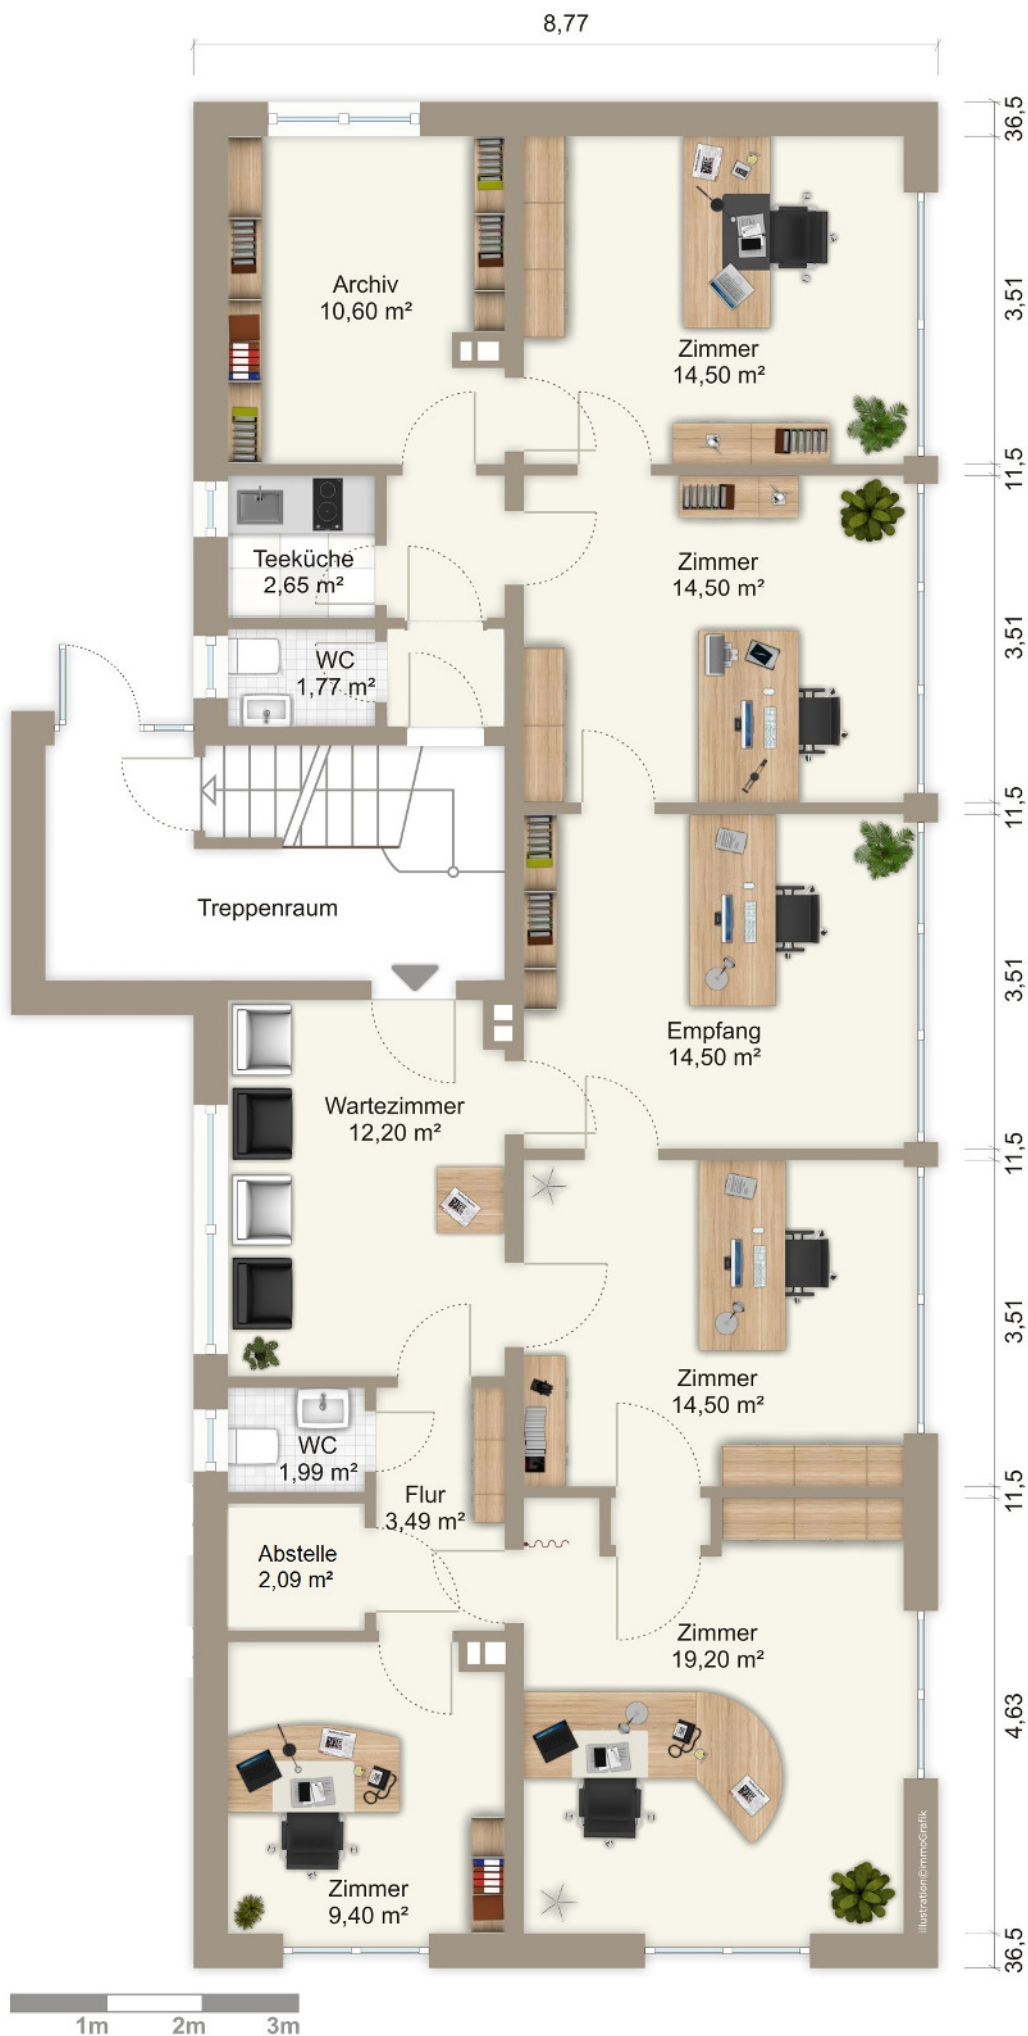 8,77
36,5
Archiv
10,60 m²
3,51
Zimmer
14,50 m²
11,5
Teeküche
2,65 m²
Zimmer
14,50 m²
3,51
WC
1,77 m²
11,5
Treppenraum
3,51
Empfang
14,50 m²
Wartezimmer
12,20 m²
11,5
3,51
Zimmer
14,50 m²
WC
1,99 m²
Flur
3,49 m²
11,5
Abstelle
2,09 m²
Zimmer
19,20 m²
4,63
illustration©immoGrafik
Zimmer
9,40 m²
36,5
1m 2m 3m